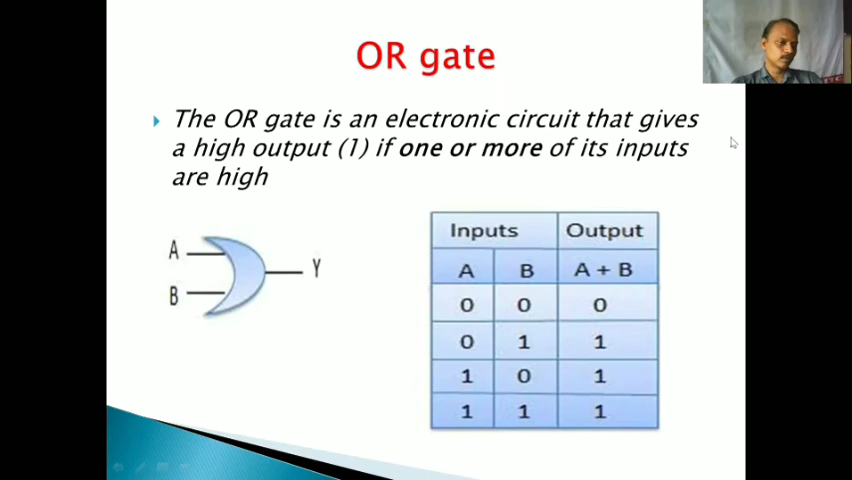 OR gate
The OR gate is an electronic circuit that gives
a high output (1) if one or more of its inputs
are high
A
Y
B
Inputs Output
A B A + B
0 0 0
0 1 1
1 0 1
1 1 1